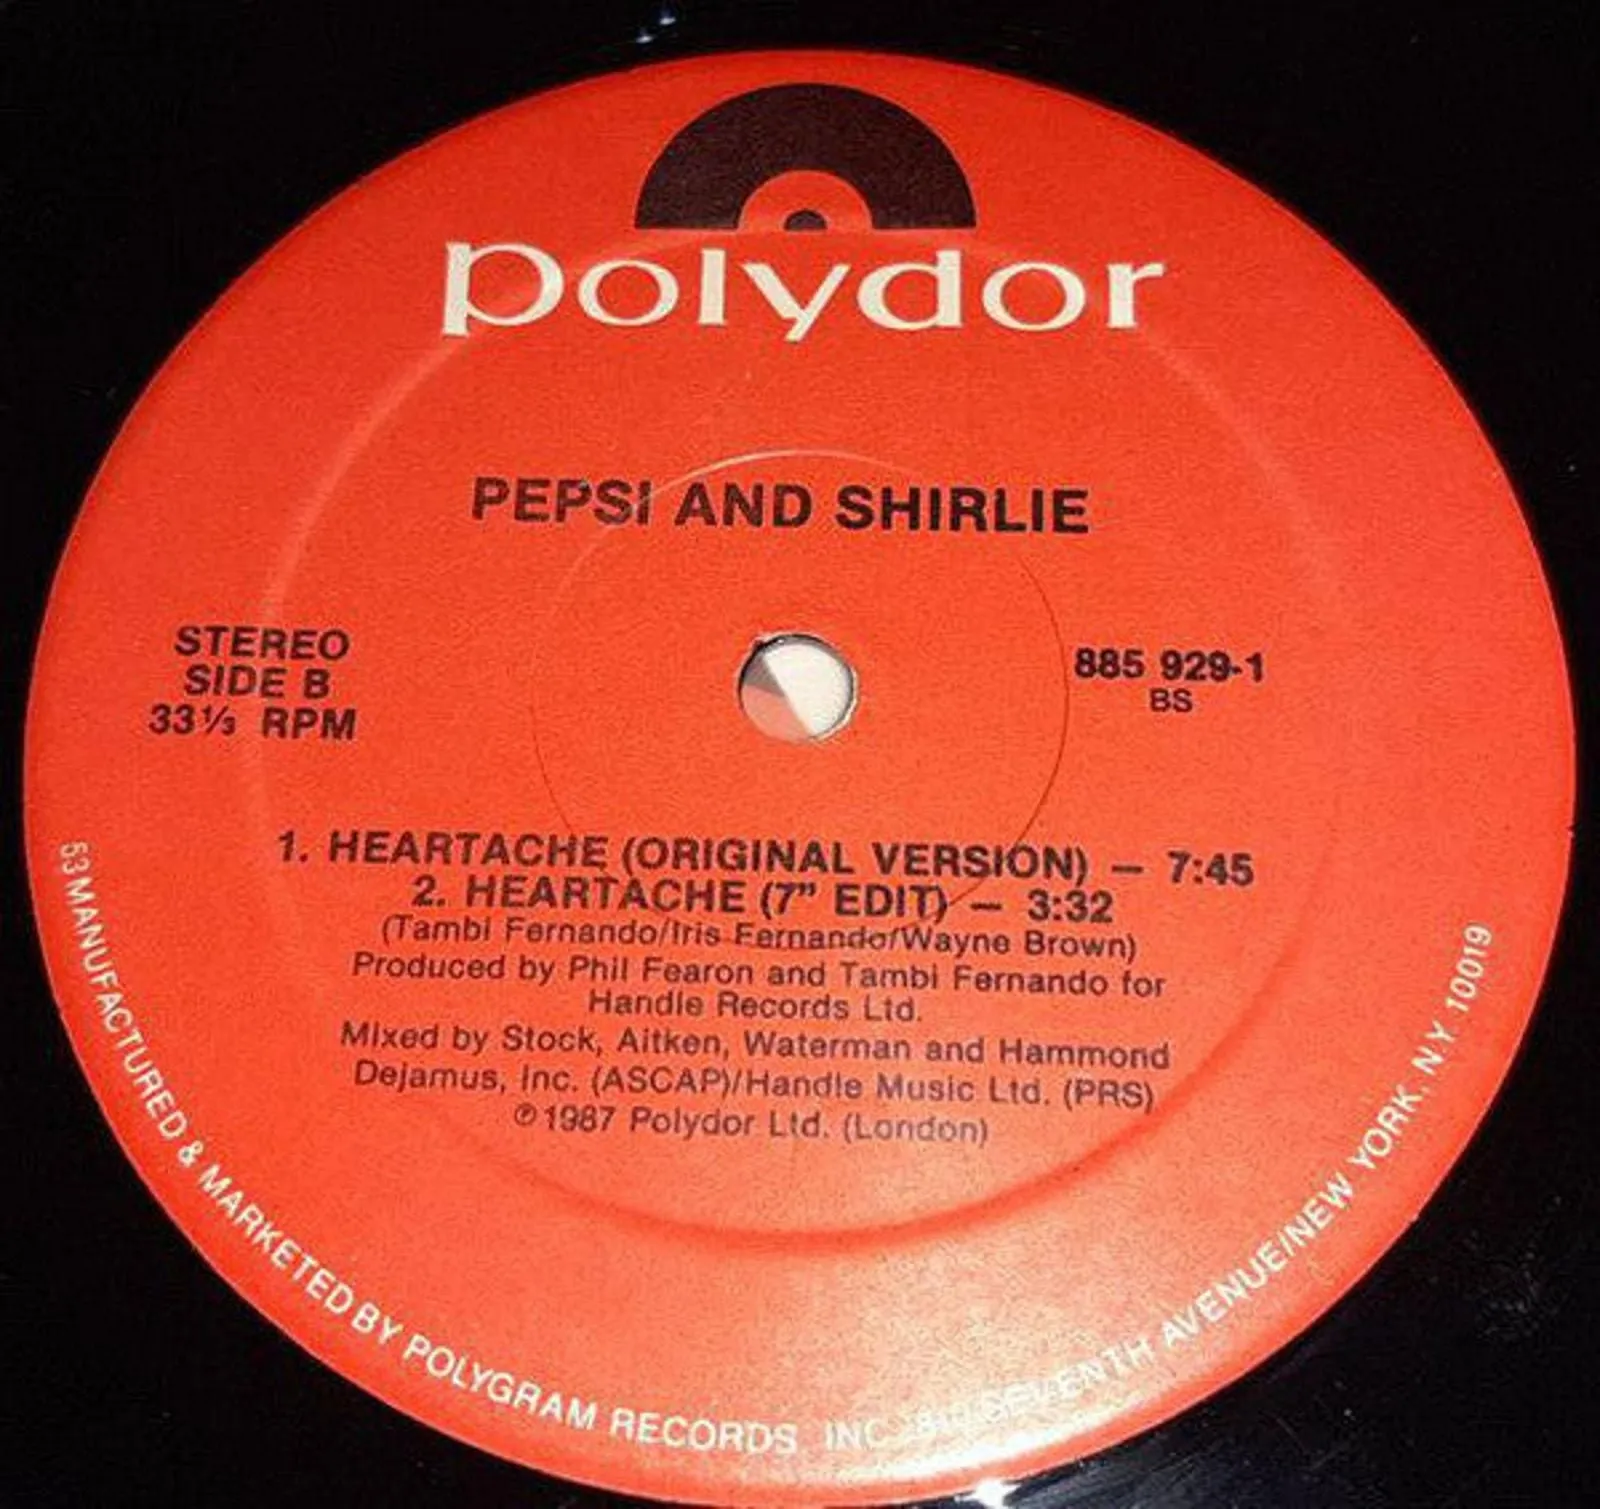 polydor
PEPSI AND SHIRLIE
STEREO
SIDE B
33⅓ RPM
885 929-1
BS
1. HEARTACHE (ORIGINAL VERSION) — 7:45
2. HEARTACHE (7” EDIT) — 3:32
(Tambi Fernando/Iris Fernando/Wayne Brown)
Produced by Phil Fearon and Tambi Fernando for
Handle Records Ltd.
Mixed by Stock, Aitken, Waterman and Hammond
Dejamus, Inc. (ASCAP)/Handle Music Ltd. (PRS)
℗ 1987 Polydor Ltd. (London)
53 MANUFACTURED & MARKETED BY POLYGRAM RECORDS, INC. SEVENTH AVENUE/NEW YORK, N.Y. 10019